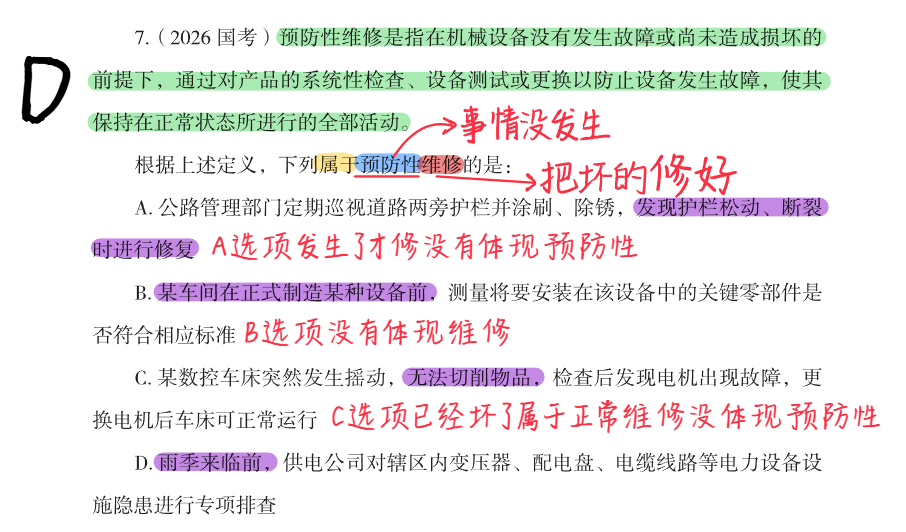 7.（2026 国考）预防性维修是指在机械设备没有发生故障或尚未造成损坏的
D
前提下，通过对产品的系统性检查、设备测试或更换以防止设备发生故障，使其
保持在正常状态所进行的全部活动。
事情没发生
根据上述定义，下列属于预防性维修的是：
把坏的修好
A. 公路管理部门定期巡视道路两旁护栏并涂刷、除锈，发现护栏松动、断裂
时进行修复 A选项发生了才修没有体现预防性
B. 某车间在正式制造某种设备前，测量将要安装在该设备中的关键零部件是
否符合相应标准 B选项没有体现维修
C. 某数控车床突然发生摇动，无法切削物品，检查后发现电机出现故障，更
换电机后车床可正常运行 C选项已经坏了属于正常维修没体现预防性
D. 雨季来临前，供电公司对辖区内变压器、配电盘、电缆线路等电力设备设
施隐患进行专项排查